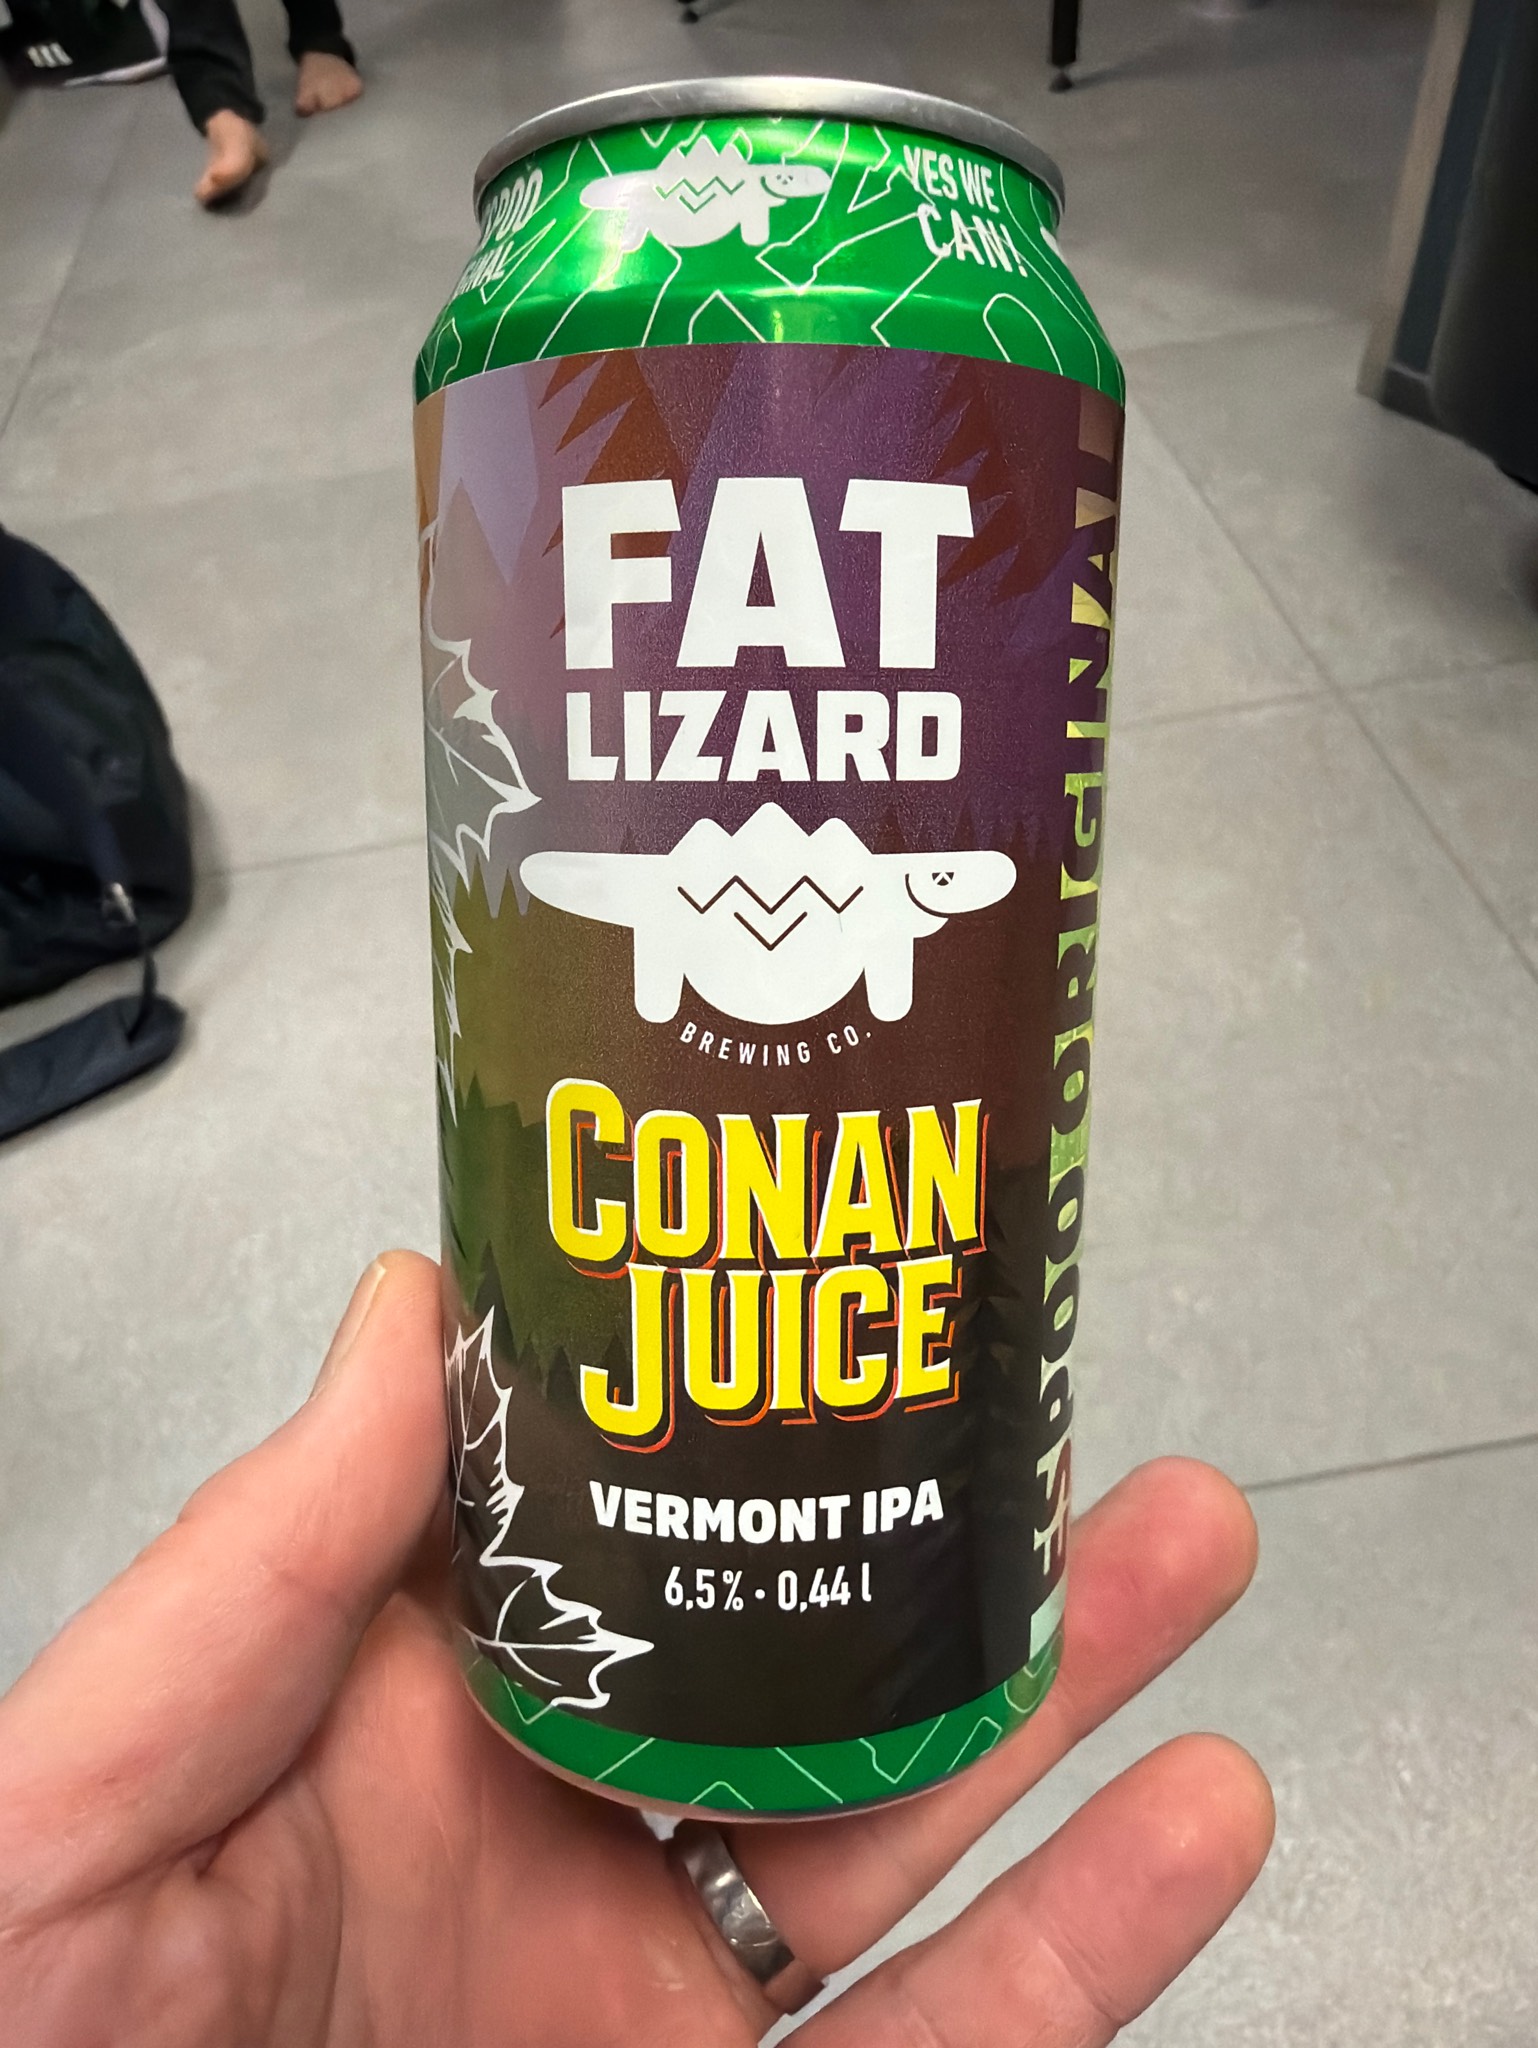 YES WE
CAN!
FAT
LIZARD
BREWING CO.
CONAN
JUICE
VERMONT IPA
6,5% · 0,44 l
ESPOO ORIGINAL